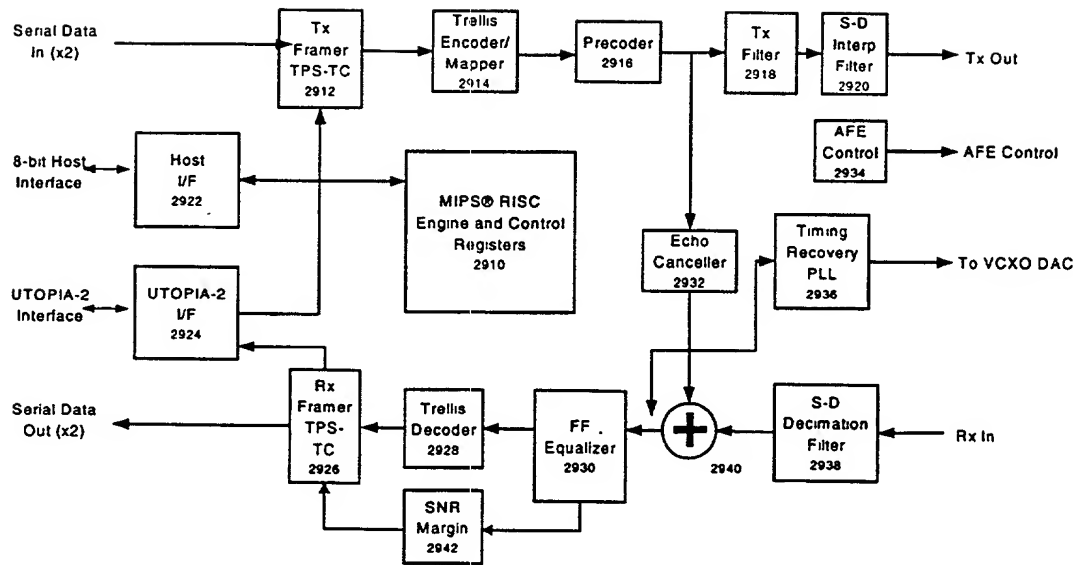 Serial Data
In (x2)
Tx
Framer
TPS-TC
2912
Trellis
Encoder/
Mapper
2914
Precoder
2916
Tx
Filter
2918
S-D
Interp
Filter
2920
Tx Out
AFE
Control
2934
AFE Control
8-bit Host
Interface
Host
I/F
2922
MIPS® RISC
Engine and Control
Registers
2910
Echo
Canceller
2932
Timing
Recovery
PLL
2936
To VCXO DAC
UTOPIA-2
Interface
UTOPIA-2
I/F
2924
Serial Data
Out (x2)
Rx
Framer
TPS-
TC
2926
Trellis
Decoder
2928
FF
Equalizer
2930
2940
S-D
Decimation
Filter
2938
Rx In
SNR
Margin
2942